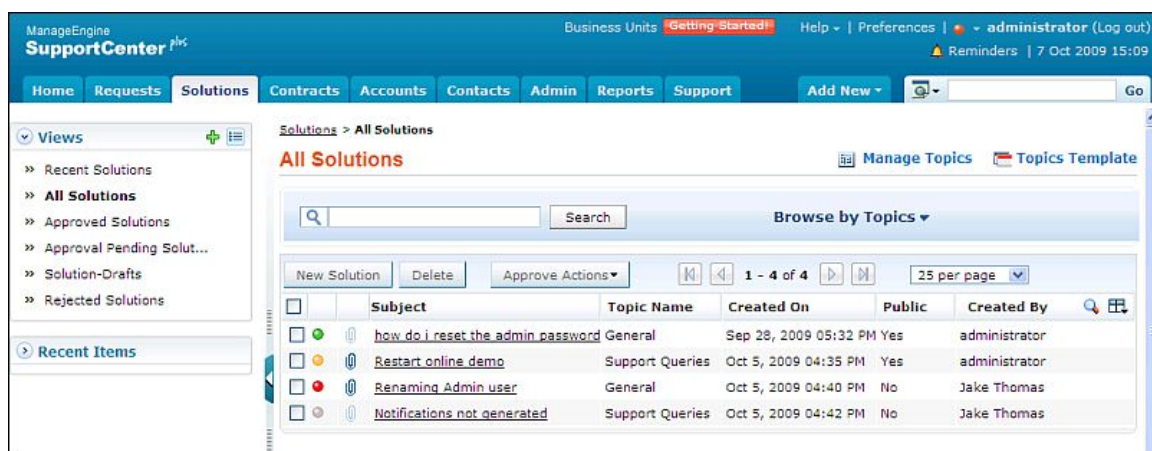 ManageEngine
SupportCenter plus
Business Units Getting Started! Help | Preferences | administrator (Log out)
Reminders | 7 Oct 2009 15:09
Home Requests Solutions Contracts Accounts Contacts Admin Reports Support Add New Go
Views
Recent Solutions
All Solutions
Approved Solutions
Approval Pending Solut...
Solution-Drafts
Rejected Solutions
Recent Items
Solutions > All Solutions
All Solutions Manage Topics Topics Template
Search Browse by Topics
New Solution Delete Approve Actions 1 - 4 of 4 25 per page
Subject Topic Name Created On Public Created By
how do i reset the admin password General Sep 28, 2009 05:32 PM Yes administrator
Restart online demo Support Queries Oct 5, 2009 04:35 PM Yes administrator
Renaming Admin user General Oct 5, 2009 04:40 PM No Jake Thomas
Notifications not generated Support Queries Oct 5, 2009 04:42 PM No Jake Thomas